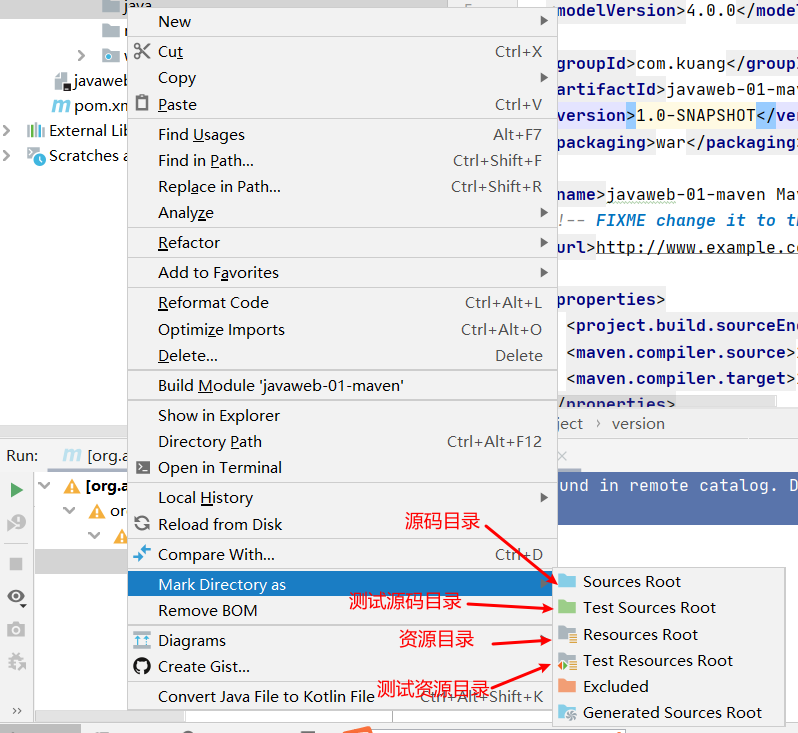 java
New
Cut Ctrl+X
Copy
Paste Ctrl+V
Find Usages Alt+F7
Find in Path... Ctrl+Shift+F
Replace in Path... Ctrl+Shift+R
Analyze
Refactor
Add to Favorites
Reformat Code Ctrl+Alt+L
Optimize Imports Ctrl+Alt+O
Delete... Delete
Build Module 'javaweb-01-maven'
Show in Explorer
Directory Path Ctrl+Alt+F12
Open in Terminal
Local History
Reload from Disk
Compare With... Ctrl+D
Mark Directory as
Remove BOM
Diagrams
Create Gist...
Convert Java File to Kotlin File Ctrl+Alt+Shift+K
源码目录
测试源码目录
资源目录
测试资源目录
Sources Root
Test Sources Root
Resources Root
Test Resources Root
Excluded
Generated Sources Root
javaweb
pom.xm
External Lib
Scratches a
modelVersion>4.0.0</model
groupId>com.kuang</group
artifactId>javaweb-01-ma
version>1.0-SNAPSHOT</ver
packaging>war</packaging>
name>javaweb-01-maven Ma
!-- FIXME change it to th
url>http://www.example.co
properties>
<project.build.sourceEn
<maven.compiler.source>
<maven.compiler.target>
/properties>
ject › version
Run: m [org.a
[org.a
or
und in remote catalog. D